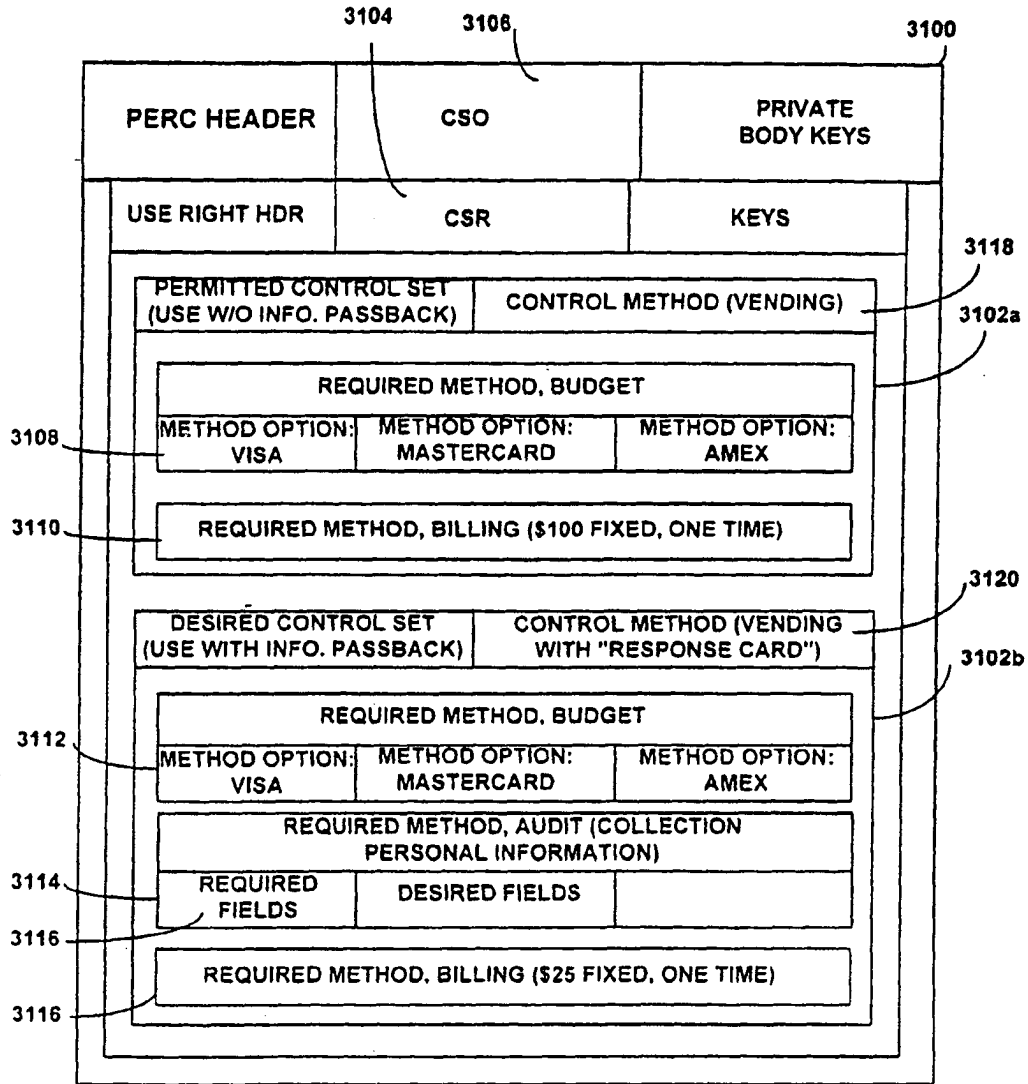 3104
3106
3100
PERC HEADER
CSO
PRIVATE
BODY KEYS
USE RIGHT HDR
CSR
KEYS
3118
PERMITTED CONTROL SET
(USE W/O INFO. PASSBACK)
CONTROL METHOD (VENDING)
3102a
REQUIRED METHOD, BUDGET
3108
METHOD OPTION:
VISA
METHOD OPTION:
MASTERCARD
METHOD OPTION:
AMEX
3110
REQUIRED METHOD, BILLING ($100 FIXED, ONE TIME)
3120
DESIRED CONTROL SET
(USE WITH INFO. PASSBACK)
CONTROL METHOD (VENDING
WITH "RESPONSE CARD")
3102b
REQUIRED METHOD, BUDGET
3112
METHOD OPTION:
VISA
METHOD OPTION:
MASTERCARD
METHOD OPTION:
AMEX
REQUIRED METHOD, AUDIT (COLLECTION
PERSONAL INFORMATION)
3114
REQUIRED
FIELDS
DESIRED FIELDS
3116
REQUIRED METHOD, BILLING ($25 FIXED, ONE TIME)
3116